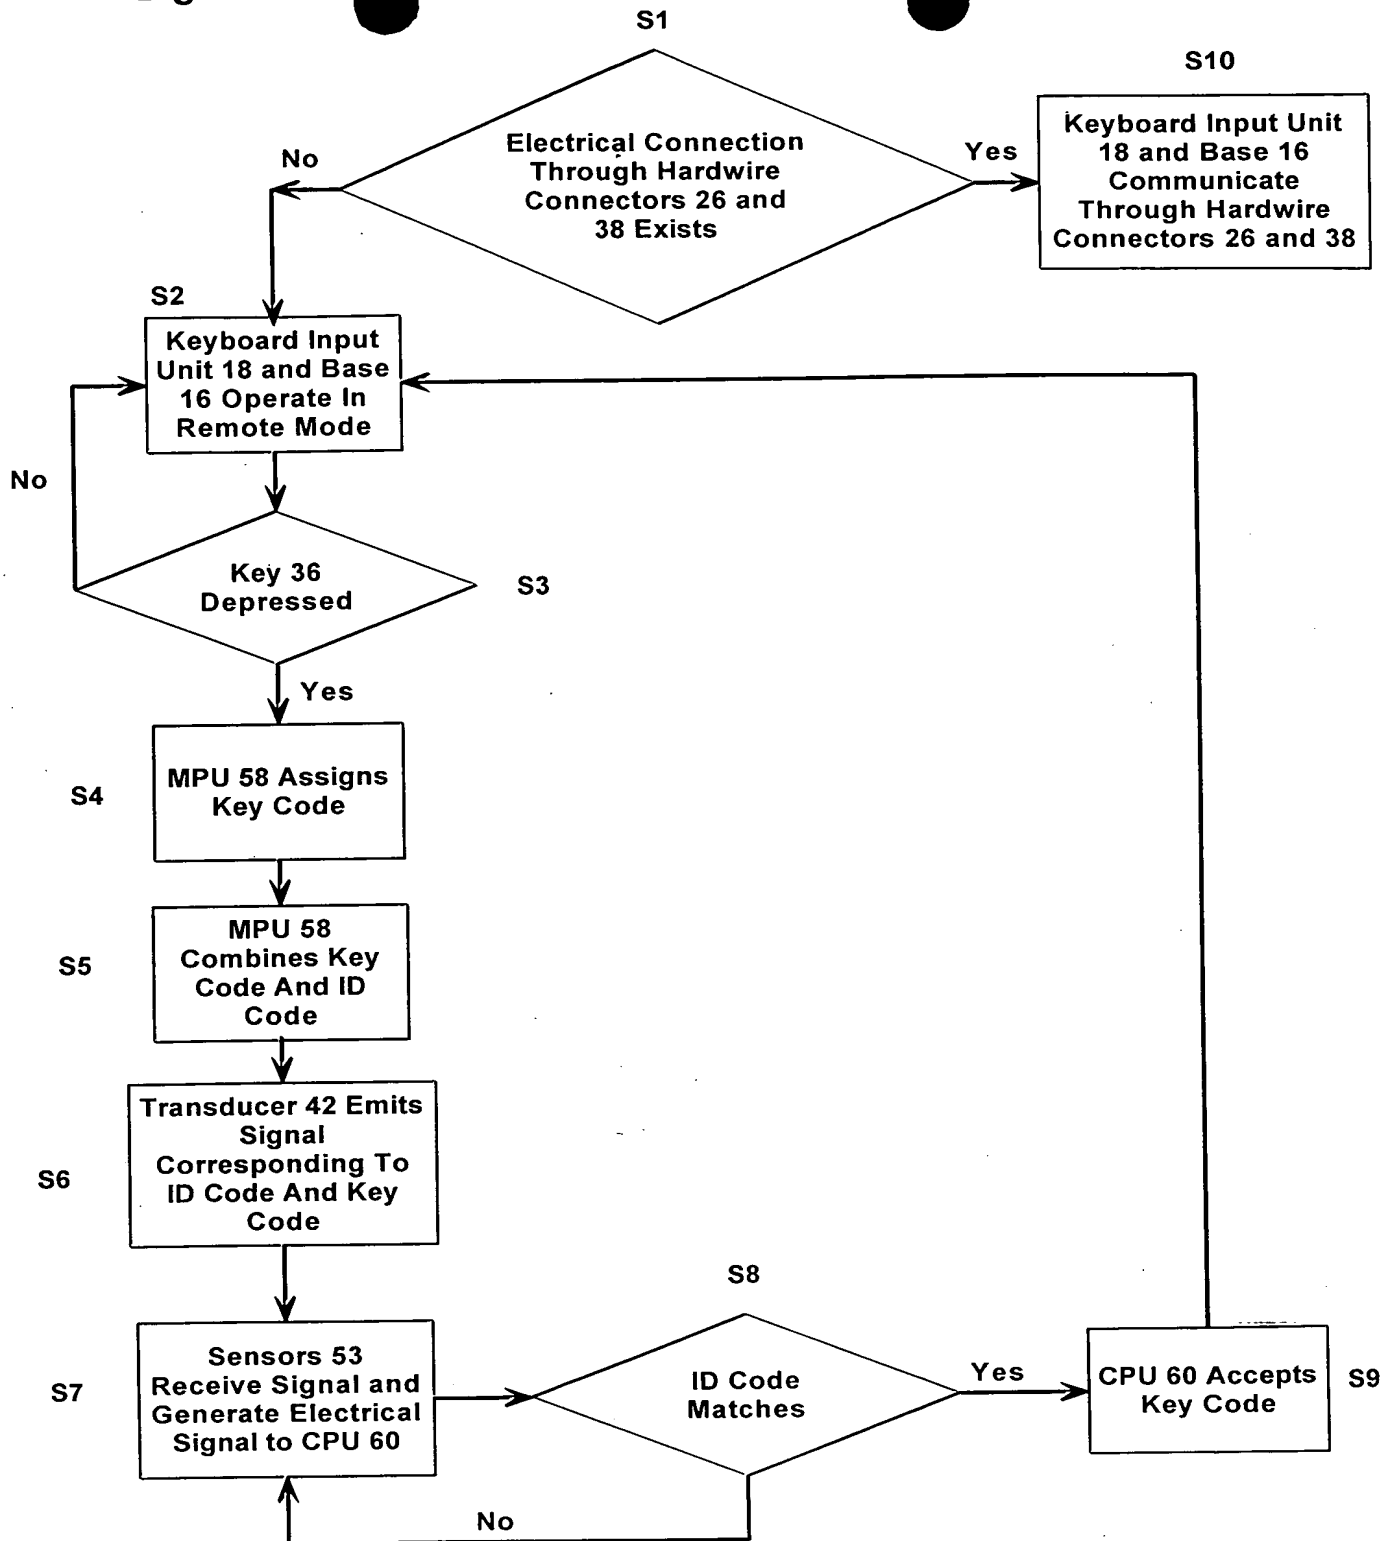 S1
S10
Electrical Connection
Through Hardwire
Connectors 26 and
38 Exists
No
Yes
Keyboard Input Unit
18 and Base 16
Communicate
Through Hardwire
Connectors 26 and 38
S2
Keyboard Input
Unit 18 and Base
16 Operate In
Remote Mode
No
Key 36
Depressed
S3
Yes
S4
MPU 58 Assigns
Key Code
S5
MPU 58
Combines Key
Code And ID
Code
S6
Transducer 42 Emits
Signal
Corresponding To
ID Code And Key
Code
S7
Sensors 53
Receive Signal and
Generate Electrical
Signal to CPU 60
S8
ID Code
Matches
Yes
CPU 60 Accepts
Key Code
S9
No